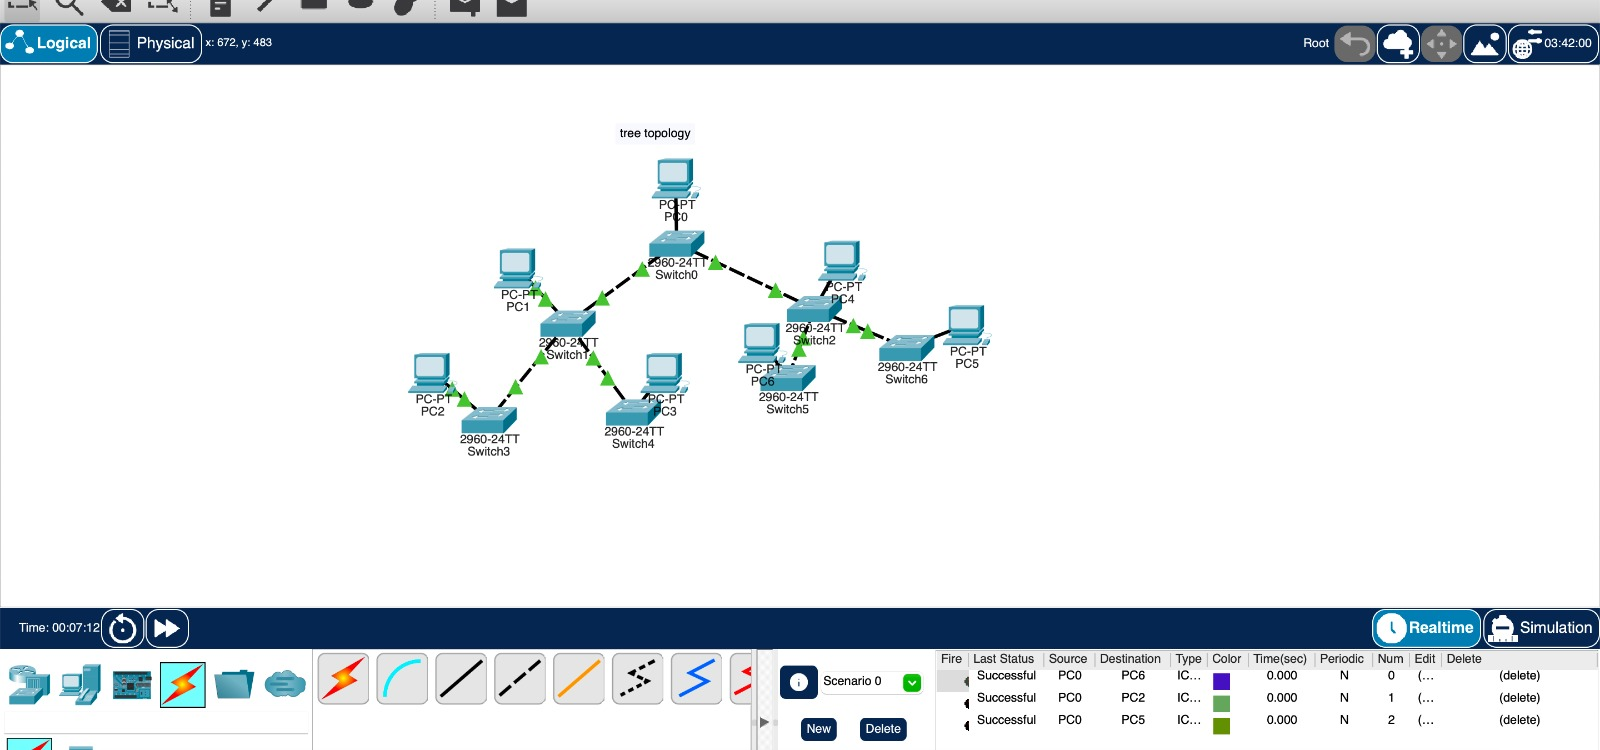 Logical
Physical
x: 672, y: 483
Root
03:42:00
tree topology
PC-PT
PC0
2960-24TT
Switch0
PC-PT
PC1
PC-PT
PC4
2960-24TT
Switch1
2960-24TT
Switch2
PC-PT
PC5
2960-24TT
Switch6
PC-PT
PC6
2960-24TT
Switch5
PC-PT
PC2
PC-PT
PC3
2960-24TT
Switch3
2960-24TT
Switch4
Time: 00:07:12
Realtime
Simulation
Scenario 0
New
Delete
Fire Last Status Source Destination Type Color Time(sec) Periodic Num Edit Delete
Successful PC0 PC6 IC... 0.000 N 0 (... (delete)
Successful PC0 PC2 IC... 0.000 N 1 (... (delete)
Successful PC0 PC5 IC... 0.000 N 2 (... (delete)